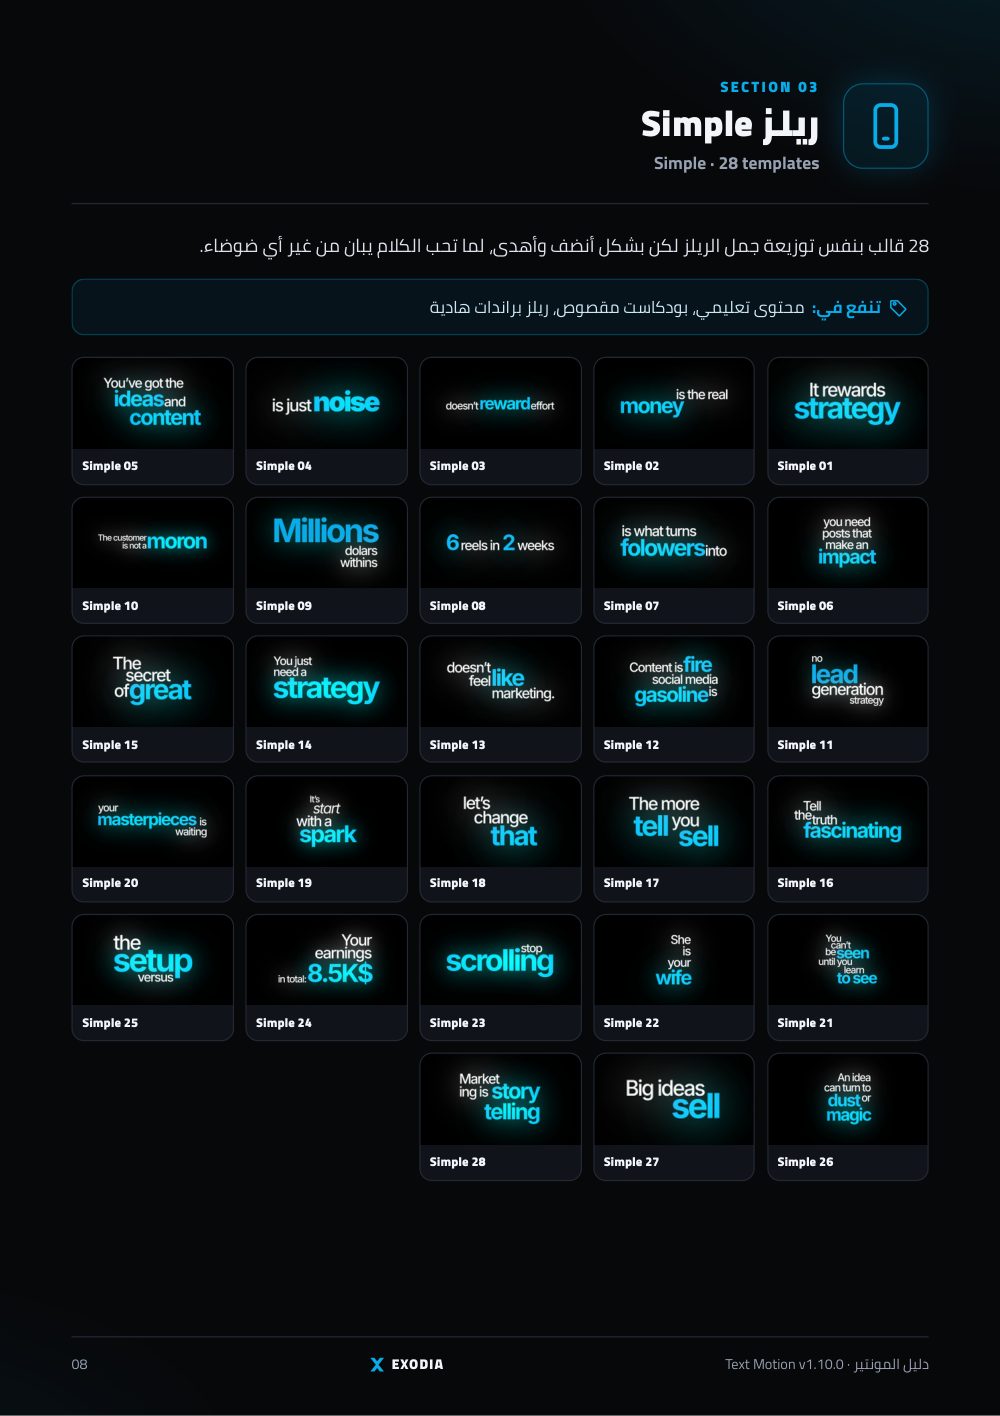 SECTION 03
ريلز Simple
Simple · 28 templates
28 قالب بنفس توزيعة جمل الريلز لكن بشكل أنضف وأهدى، لما تحب الكلام يبان من غير أي ضوضاء.
تنفع في: محتوى تعليمي، بودكاست مقصوص، ريلز براندات هادية
It rewards
strategy
Simple 01
is the real
money
Simple 02
doesn't reward effort
Simple 03
is just noise
Simple 04
You've got the
ideas and
content
Simple 05
you need
posts that
make an
impact
Simple 06
is what turns
folowers into
Simple 07
6 reels in 2 weeks
Simple 08
Millions
dolars
withins
Simple 09
The customer
is not a moron
Simple 10
no
lead
generation
strategy
Simple 11
Content is fire
social media
gasoline is
Simple 12
doesn't
feel like
marketing.
Simple 13
You just
need a
strategy
Simple 14
The
secret
of great
Simple 15
Tell
the truth
fascinating
Simple 16
The more
tell you
sell
Simple 17
let's
change
that
Simple 18
It's
start
with a
spark
Simple 19
your
masterpieces is
waiting
Simple 20
You
can't
be seen
until you
learn
to see
Simple 21
She
is
your
wife
Simple 22
stop
scrolling
Simple 23
Your
earnings
in total: 8.5K$
Simple 24
the
setup
versus
Simple 25
An idea
can turn to
dust or
magic
Simple 26
Big ideas
sell
Simple 27
Market
ing is story
telling
Simple 28
دليل المونتير · Text Motion v1.10.0
EXODIA
08